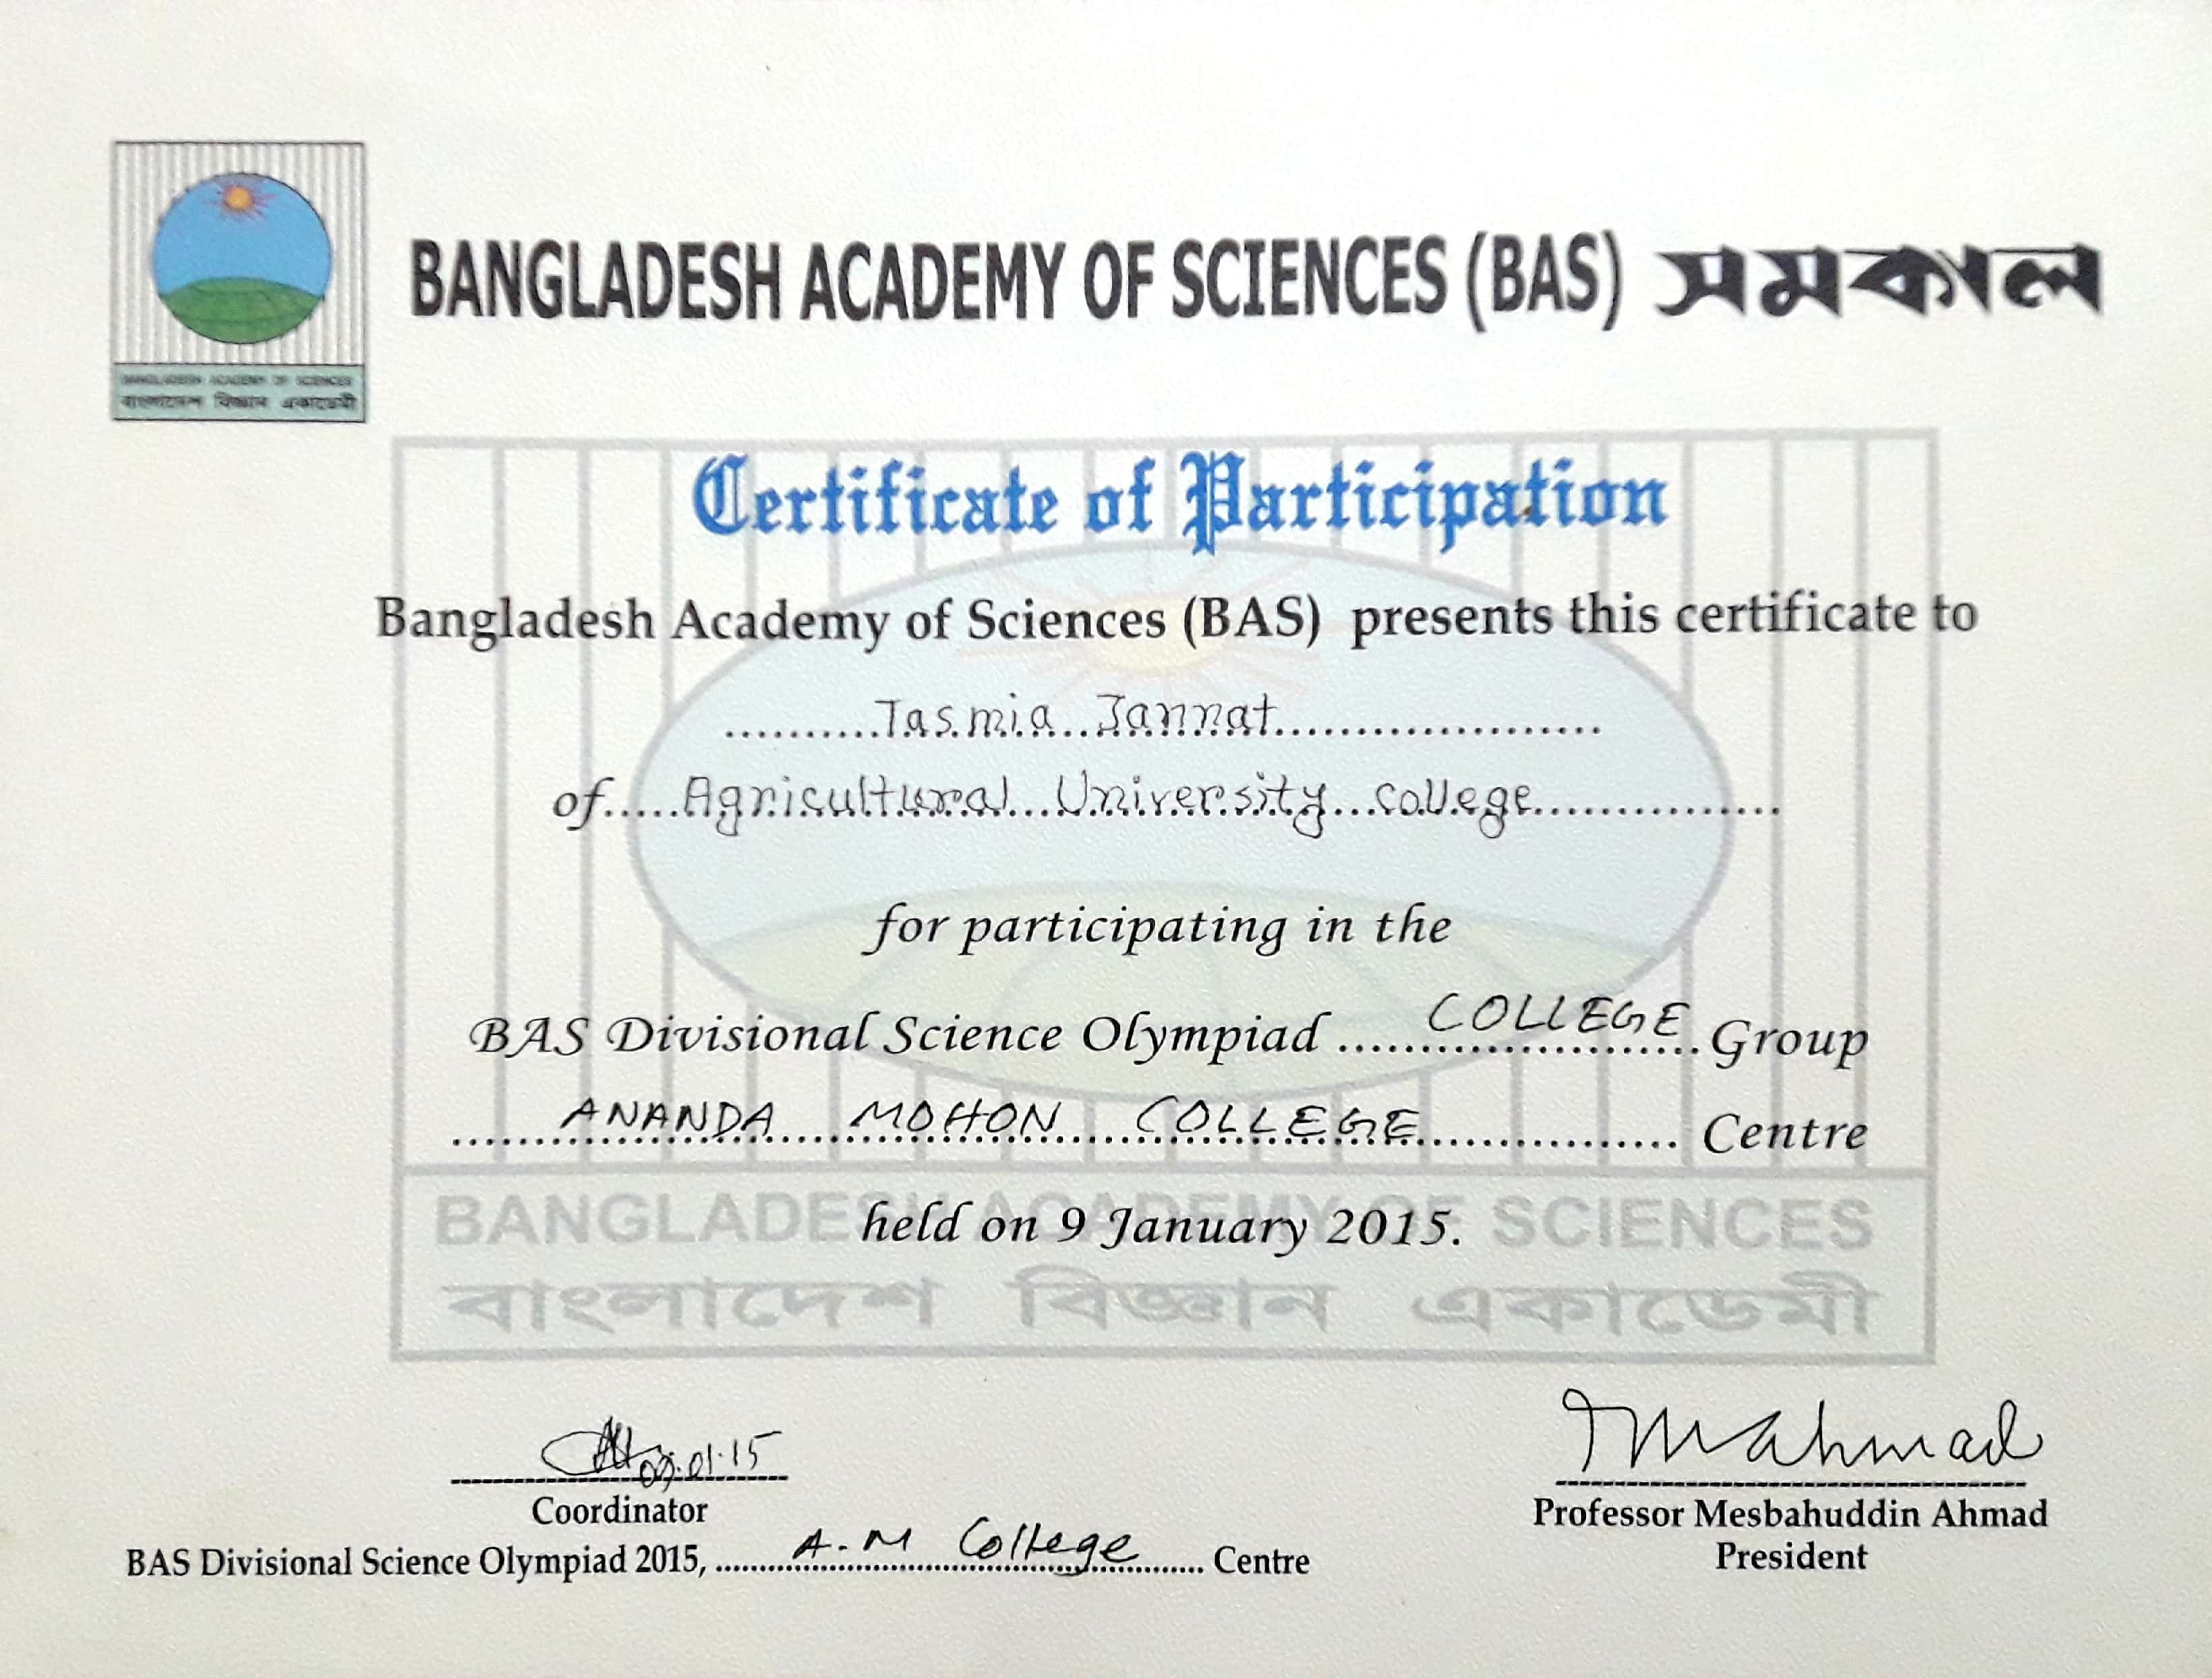 BANGLADESH ACADEMY OF SCIENCES (BAS) সমকাল
BANGLADESH ACADEMY OF SCIENCES
বাংলাদেশ বিজ্ঞান একাডেমী
Certificate of Participation
Bangladesh Academy of Sciences (BAS) presents this certificate to
Tasmia Jannat
of Agricultural University college
for participating in the
BAS Divisional Science Olympiad COLLEGE Group
ANANDA MOHON COLLEGE Centre
held on 9 January 2015.
BANGLADESH ACADEMY OF SCIENCES
বাংলাদেশ বিজ্ঞান একাডেমী
09.01.15
Mahmad
Coordinator
BAS Divisional Science Olympiad 2015, A.M College Centre
Professor Mesbahuddin Ahmad
President